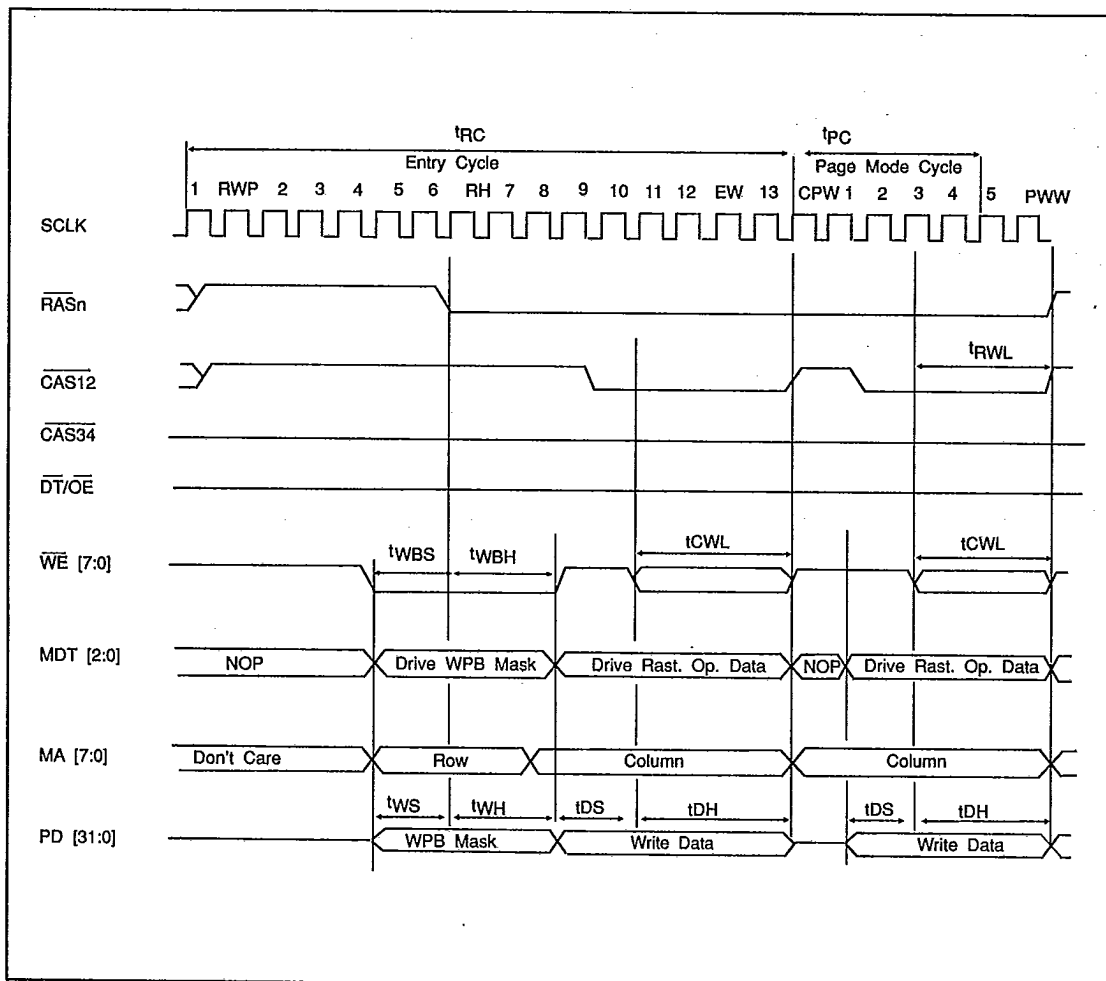 tRC tPC
Entry Cycle Page Mode Cycle
1 RWP 2 3 4 5 6 RH 7 8 9 10 11 12 EW 13 CPW 1 2 3 4 5 PWW
SCLK
RASn
tRWL
CAS12
CAS34
DT/OE
tWBS tWBH tCWL tCWL
WE [7:0]
MDT [2:0] NOP Drive WPB Mask Drive Rast. Op. Data NOP Drive Rast. Op. Data
MA [7:0] Don't Care Row Column Column
tWS tWH tDS tDH tDS tDH
PD [31:0] WPB Mask Write Data Write Data